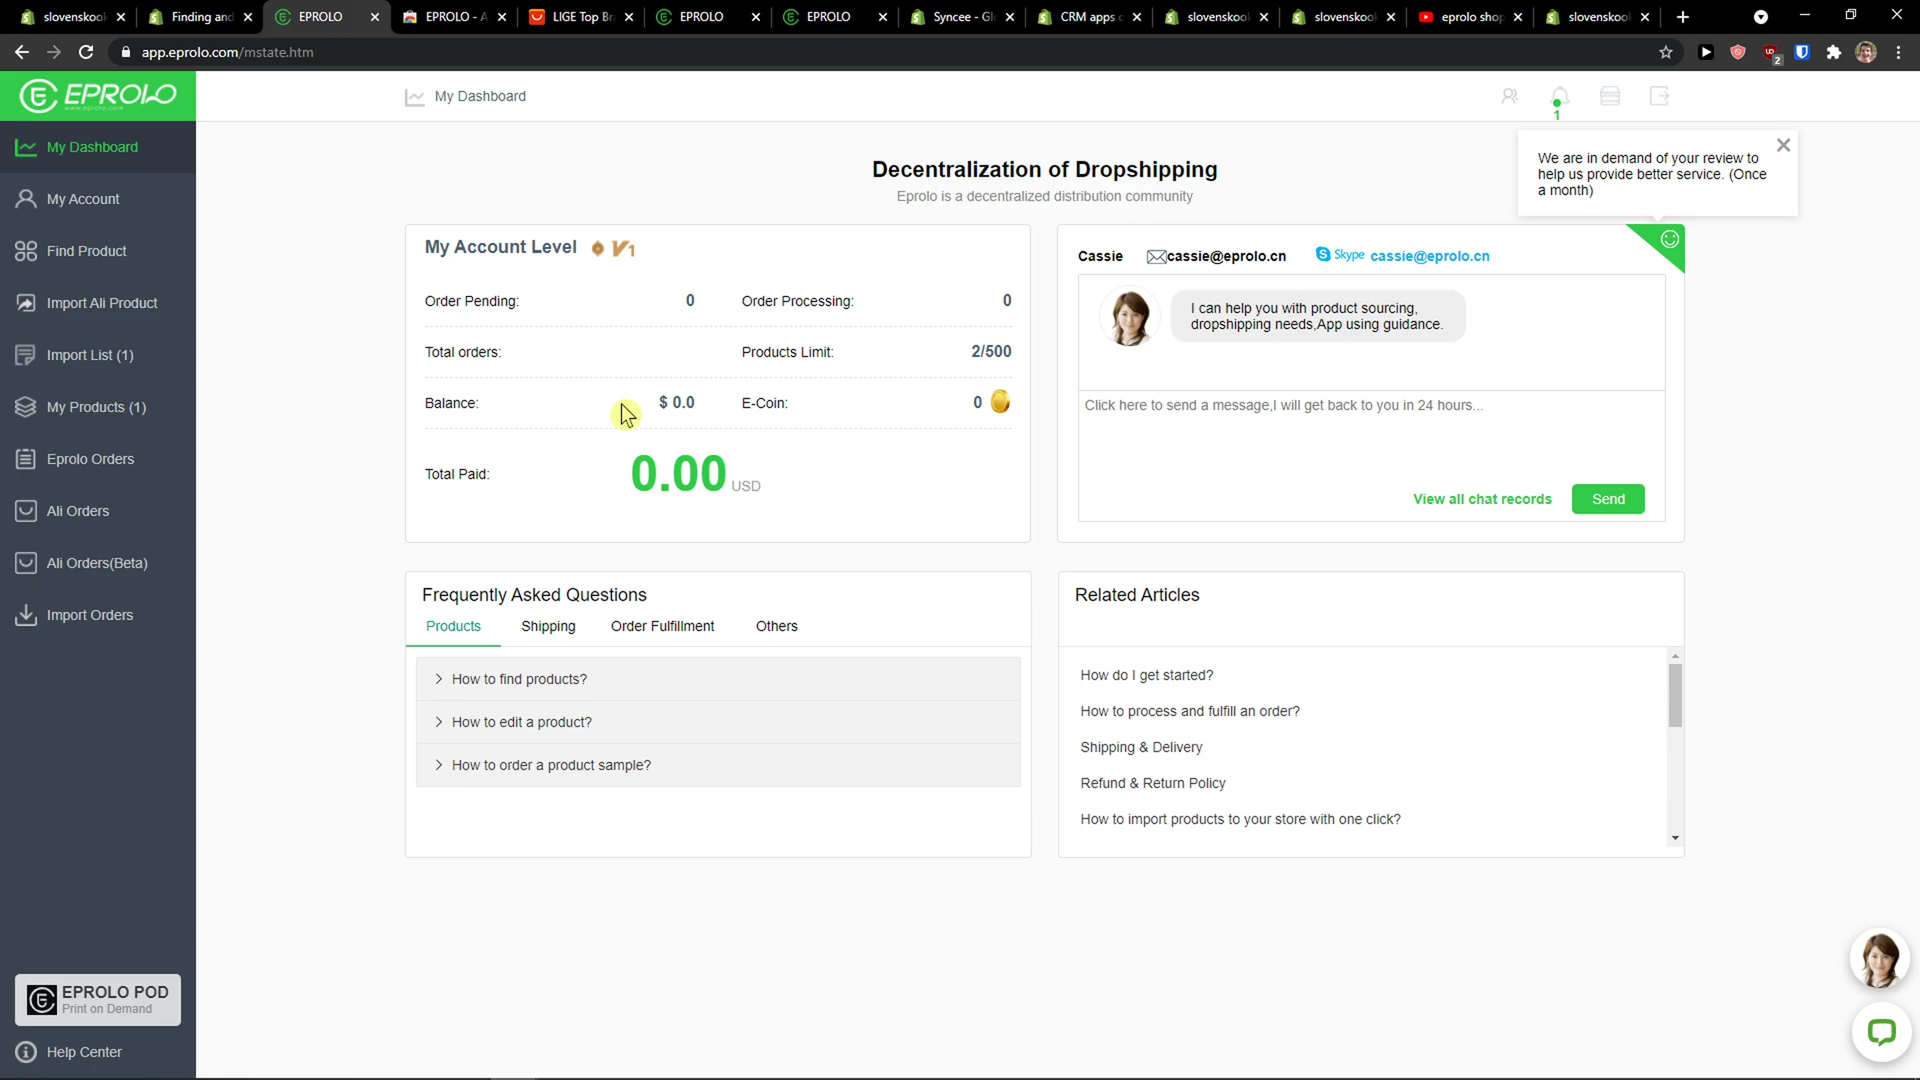 slovenskoo
Finding and
EPROLO
EPROLO - A
LIGE Top Br
EPROLO
EPROLO
Syncee - Gl
CRM apps
slovenskoo
slovenskoo
eprolo shop
slovenskoo
app.eprolo.com/mstate.htm
2
EPROLO
www.eprolo.com
My Dashboard
1
My Dashboard
My Account
Find Product
Import Ali Product
Import List (1)
My Products (1)
Eprolo Orders
Ali Orders
Ali Orders(Beta)
Import Orders
EPROLO POD
Print on Demand
Help Center
We are in demand of your review to
help us provide better service. (Once
a month)
Decentralization of Dropshipping
Eprolo is a decentralized distribution community
My Account Level V1
Order Pending: 0 Order Processing: 0
Total orders: Products Limit: 2/500
Balance: $ 0.0 E-Coin: 0
Total Paid: 0.00 USD
Cassie cassie@eprolo.cn Skype cassie@eprolo.cn
I can help you with product sourcing,
dropshipping needs,App using guidance.
Click here to send a message,I will get back to you in 24 hours...
View all chat records Send
Frequently Asked Questions
Products Shipping Order Fulfillment Others
How to find products?
How to edit a product?
How to order a product sample?
Related Articles
How do I get started?
How to process and fulfill an order?
Shipping & Delivery
Refund & Return Policy
How to import products to your store with one click?